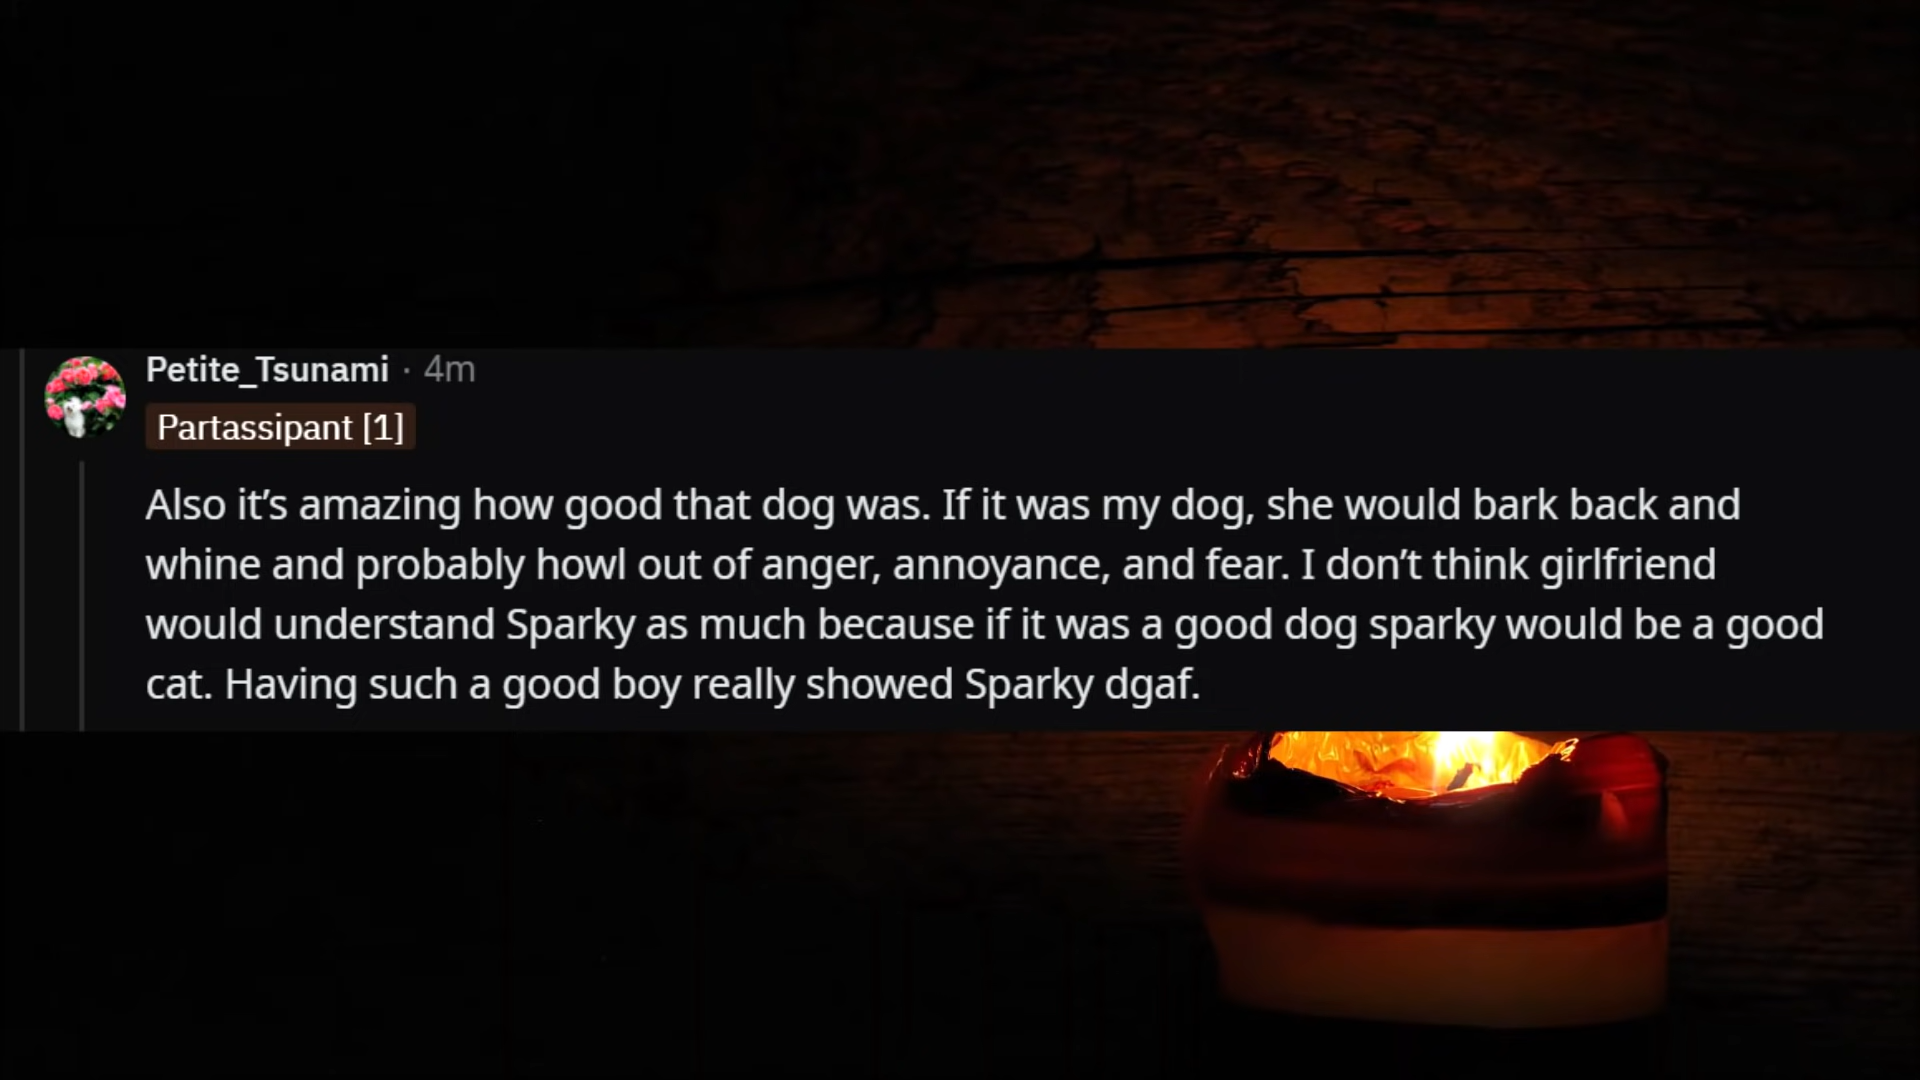 Petite_Tsunami · 4m
Partassipant [1]
Also it’s amazing how good that dog was. If it was my dog, she would bark back and
whine and probably howl out of anger, annoyance, and fear. I don’t think girlfriend
would understand Sparky as much because if it was a good dog sparky would be a good
cat. Having such a good boy really showed Sparky dgaf.